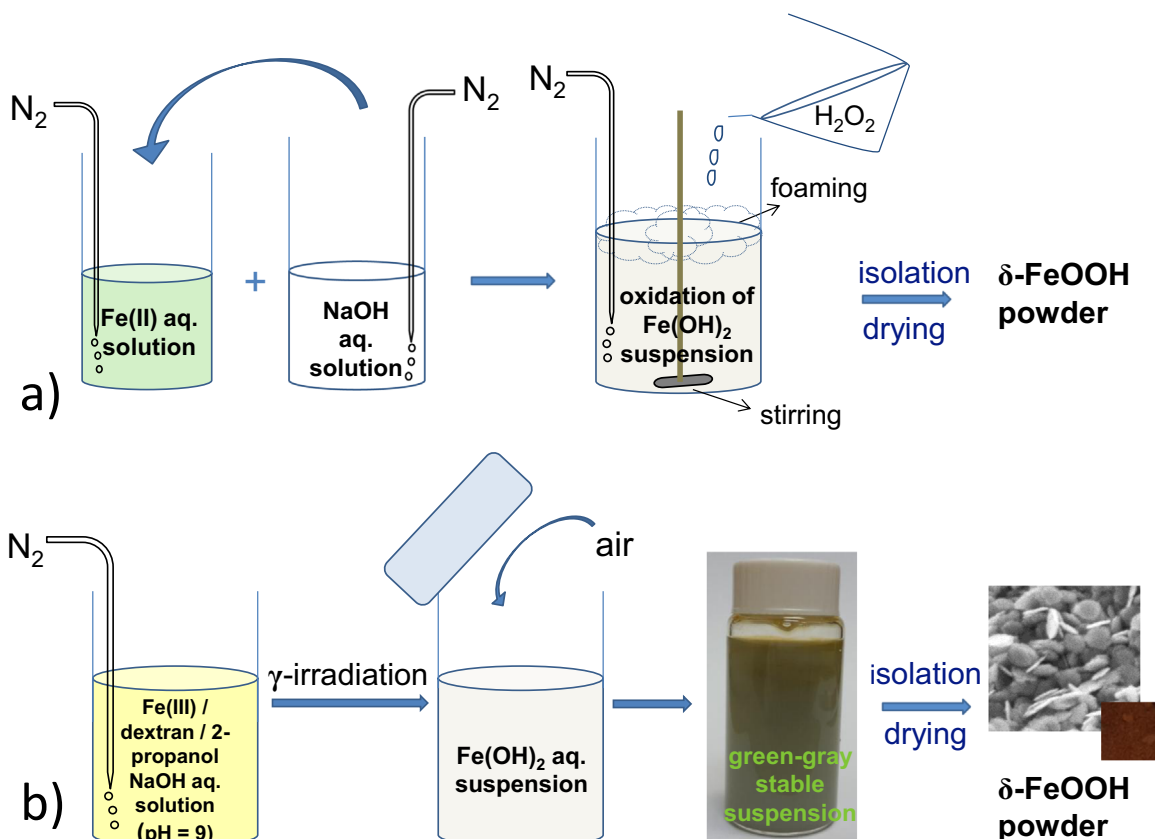 a)
N₂
Fe(II) aq.
solution
+
N₂
NaOH
aq.
solution
N₂
H₂O₂
foaming
oxidation of
Fe(OH)₂
suspension
stirring
isolation
drying
δ-FeOOH
powder
b)
N₂
Fe(III) /
dextran / 2-
propanol
NaOH aq.
solution
(pH = 9)
γ-irradiation
air
Fe(OH)₂ aq.
suspension
green-gray
stable
suspension
isolation
drying
δ-FeOOH
powder